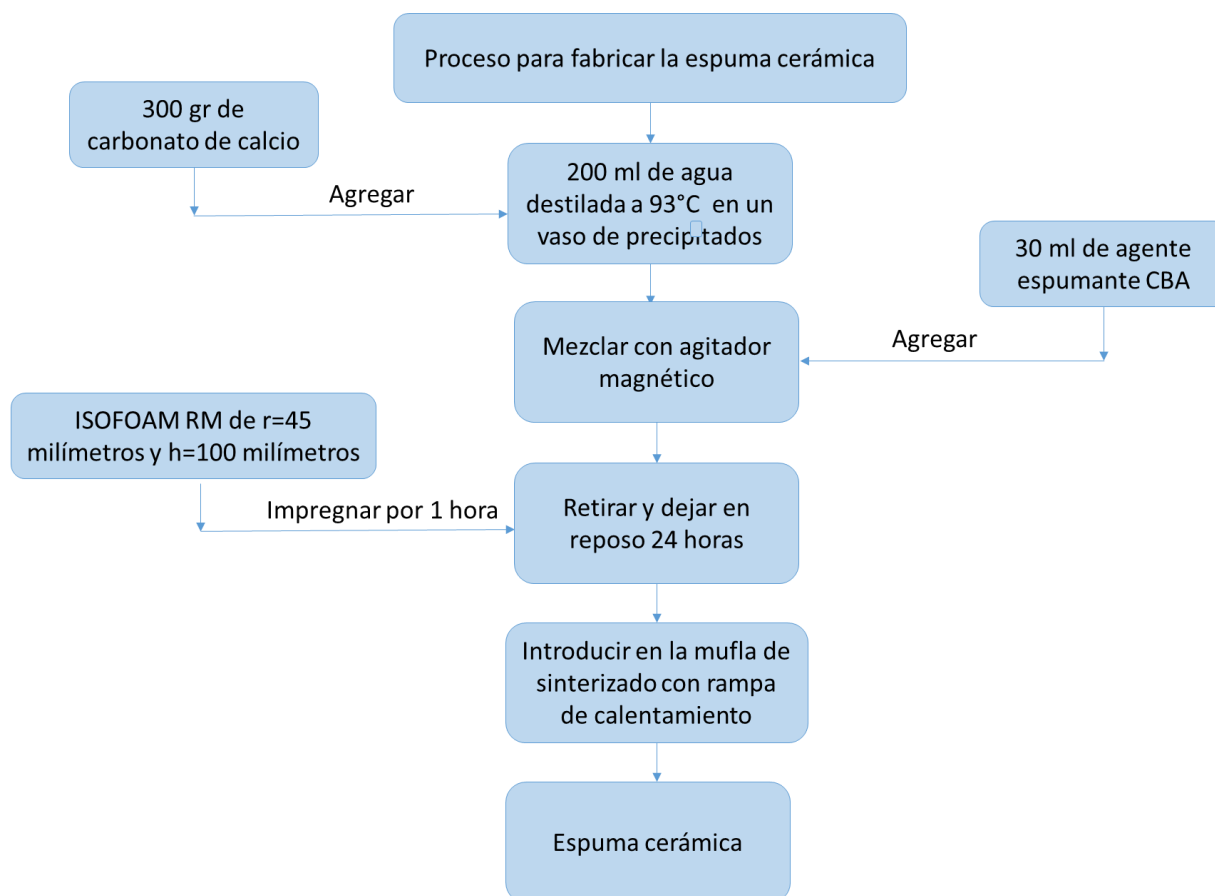 Proceso para fabricar la espuma cerámica
300 gr de
carbonato de calcio
Agregar
200 ml de agua
destilada a 93°C en un
vaso de precipitados
30 ml de agente
espumante CBA
Agregar
Mezclar con agitador
magnético
ISOFOAM RM de r=45
milímetros y h=100 milímetros
Impregnar por 1 hora
Retirar y dejar en
reposo 24 horas
Introducir en la mufla de
sinterizado con rampa
de calentamiento
Espuma cerámica